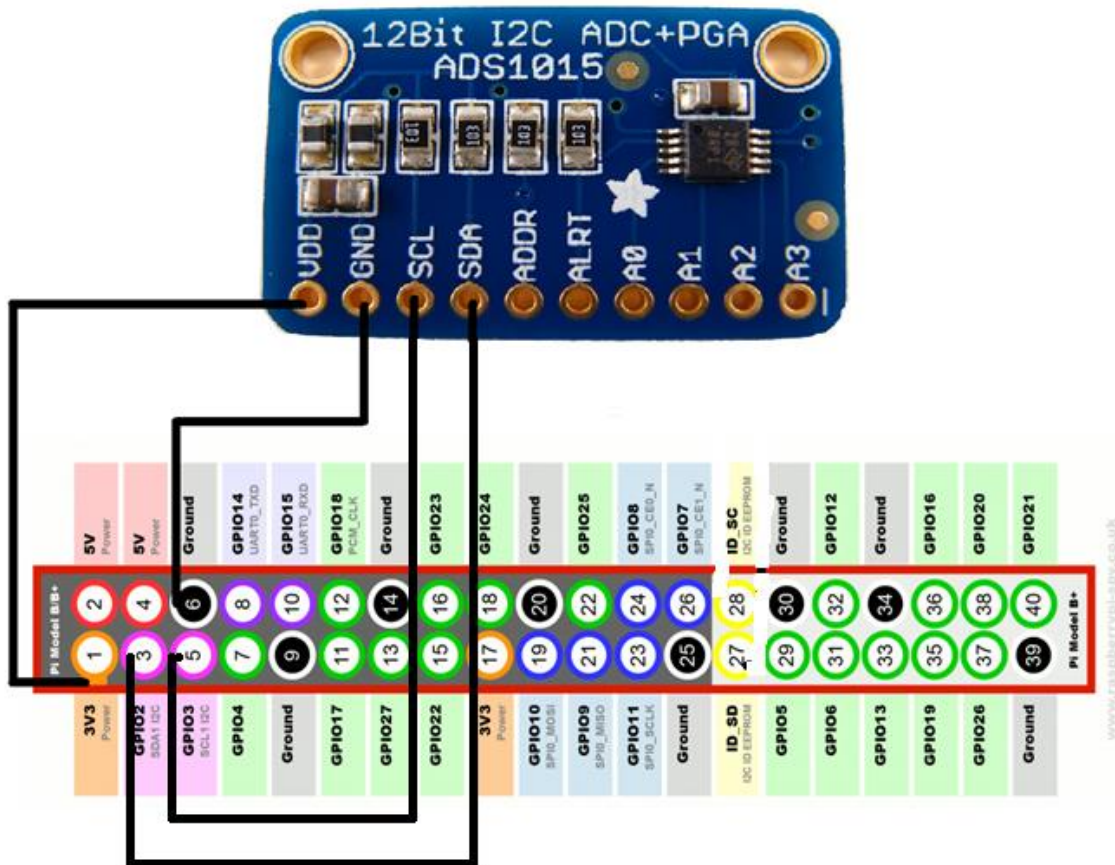 12Bit I2C ADC+PGA
ADS1015
103
103
103
103
VDD
GND
SCL
SDA
ADDR
ALRT
A0
A1
A2
A3
5V
Power
5V
Power
Ground
GPIO14
UART0_TXD
GPIO15
UART0_RXD
GPIO18
PCM_CLK
Ground
GPIO23
GPIO24
Ground
GPIO25
GPIO8
SPI0_CE0_N
GPIO7
SPI0_CE1_N
ID_SC
I2C ID EEPROM
Ground
GPIO12
Ground
GPIO16
GPIO20
GPIO21
Pi Model B/B+
2 4 6 8 10 12 14 16 18 20 22 24 26 28 30 32 34 36 38 40
1 3 5 7 9 11 13 15 17 19 21 23 25 27 29 31 33 35 37 39
Pi Model B+
3V3
Power
GPIO2
SDA1 I2C
GPIO3
SCL1 I2C
GPIO4
Ground
GPIO17
GPIO27
GPIO22
3V3
Power
GPIO10
SPI0_MOSI
GPIO9
SPI0_MISO
GPIO11
SPI0_SCLK
Ground
ID_SD
I2C ID EEPROM
GPIO5
GPIO6
GPIO13
GPIO19
GPIO26
Ground